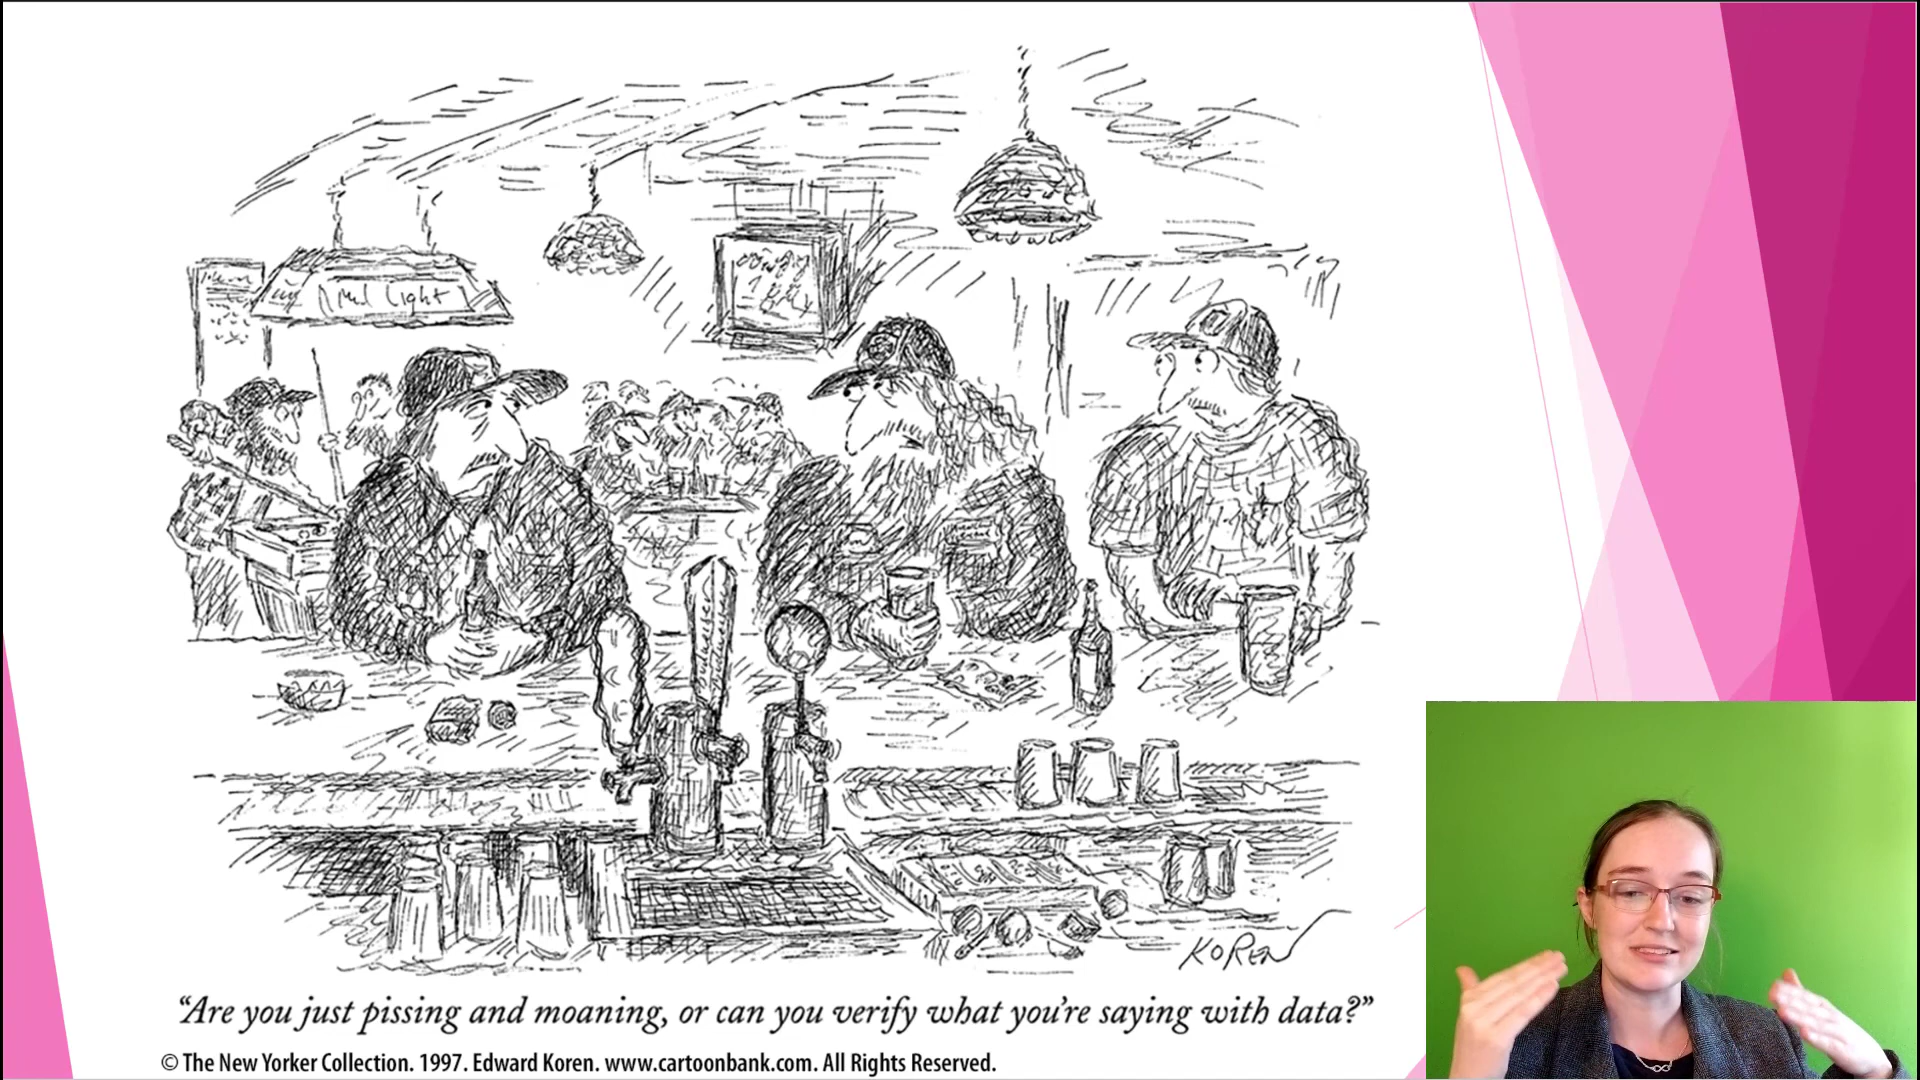 Light
KOREN
“Are you just pissing and moaning, or can you verify what you’re saying with data?”
© The New Yorker Collection. 1997. Edward Koren. www.cartoonbank.com. All Rights Reserved.